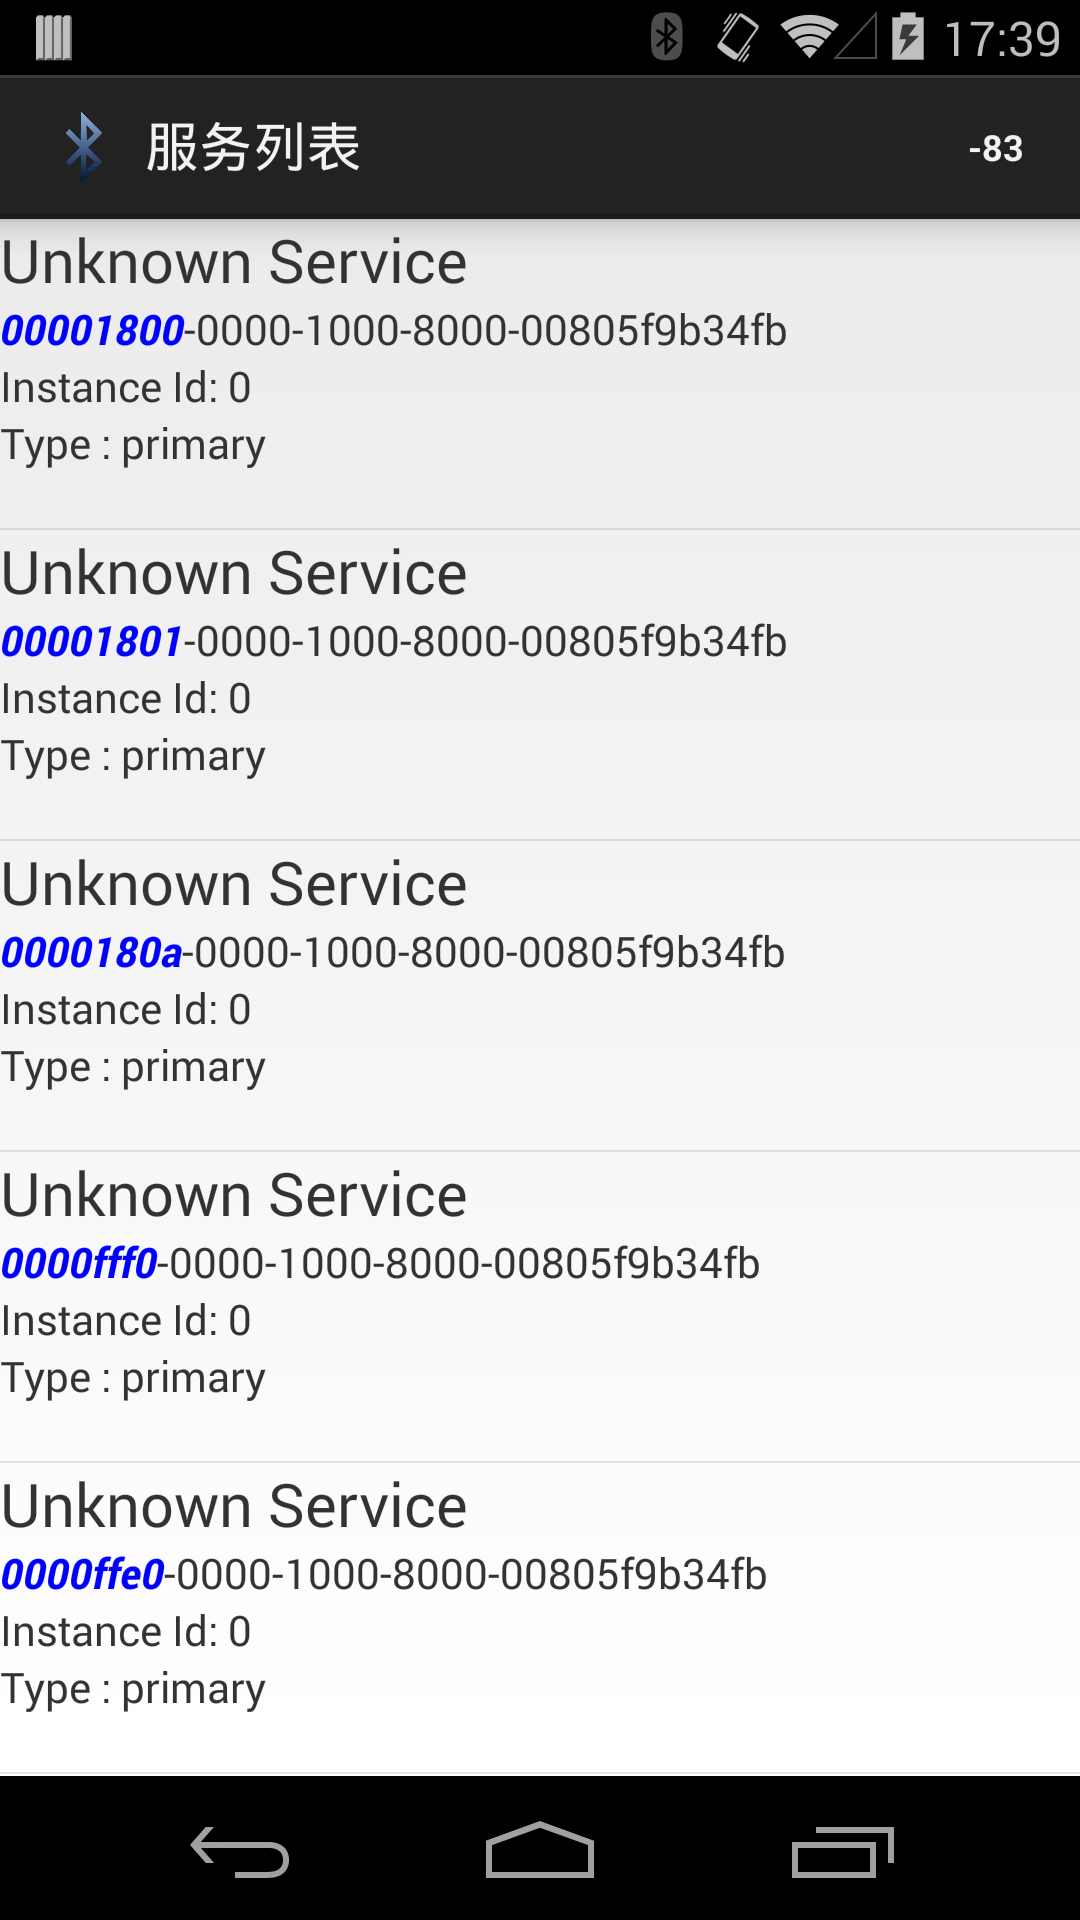 17:39
服务列表
-83
Unknown Service
00001800-0000-1000-8000-00805f9b34fb
Instance Id: 0
Type : primary
Unknown Service
00001801-0000-1000-8000-00805f9b34fb
Instance Id: 0
Type : primary
Unknown Service
0000180a-0000-1000-8000-00805f9b34fb
Instance Id: 0
Type : primary
Unknown Service
0000fff0-0000-1000-8000-00805f9b34fb
Instance Id: 0
Type : primary
Unknown Service
0000ffe0-0000-1000-8000-00805f9b34fb
Instance Id: 0
Type : primary